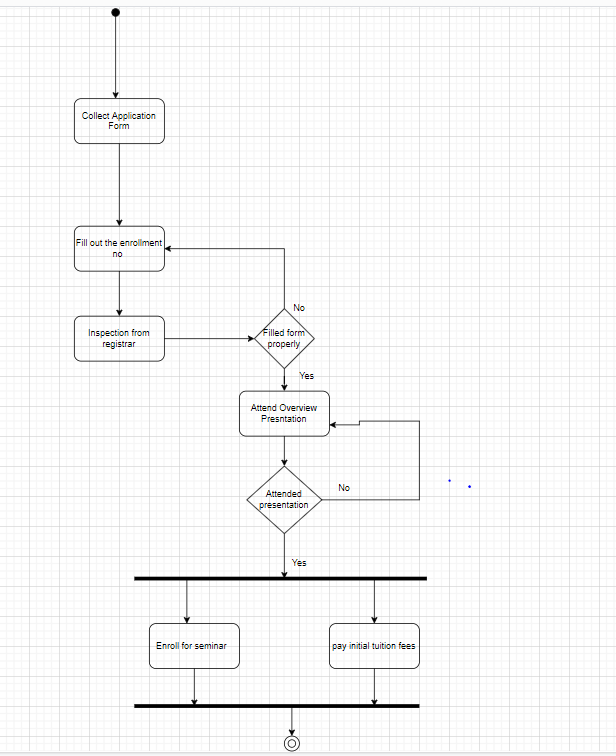 Collect Application
Form
Fill out the enrollment
no
No
Inspection from
registrar
Filled form
properly
Yes
Attend Overview
Presntation
No
Attended
presentation
Yes
Enroll for seminar
pay initial tuition fees